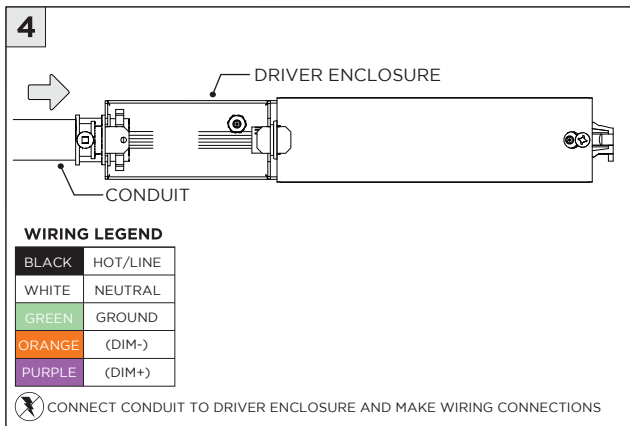 4
DRIVER ENCLOSURE
CONDUIT
WIRING LEGEND
BLACK HOT/LINE
WHITE NEUTRAL
GREEN GROUND
ORANGE (DIM-)
PURPLE (DIM+)
CONNECT CONDUIT TO DRIVER ENCLOSURE AND MAKE WIRING CONNECTIONS